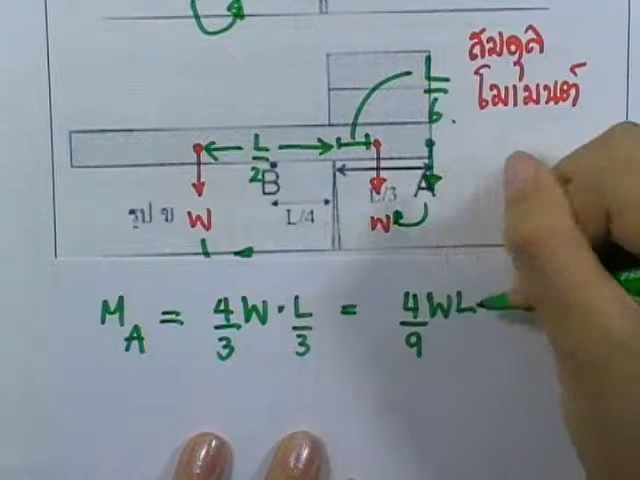 สมดุล
โมเมนต์
L/6.
L/2
B
A
L/3
L/4
รูป ข
W
W
M_A = 4/3 W · L/3 = 4/9 WL